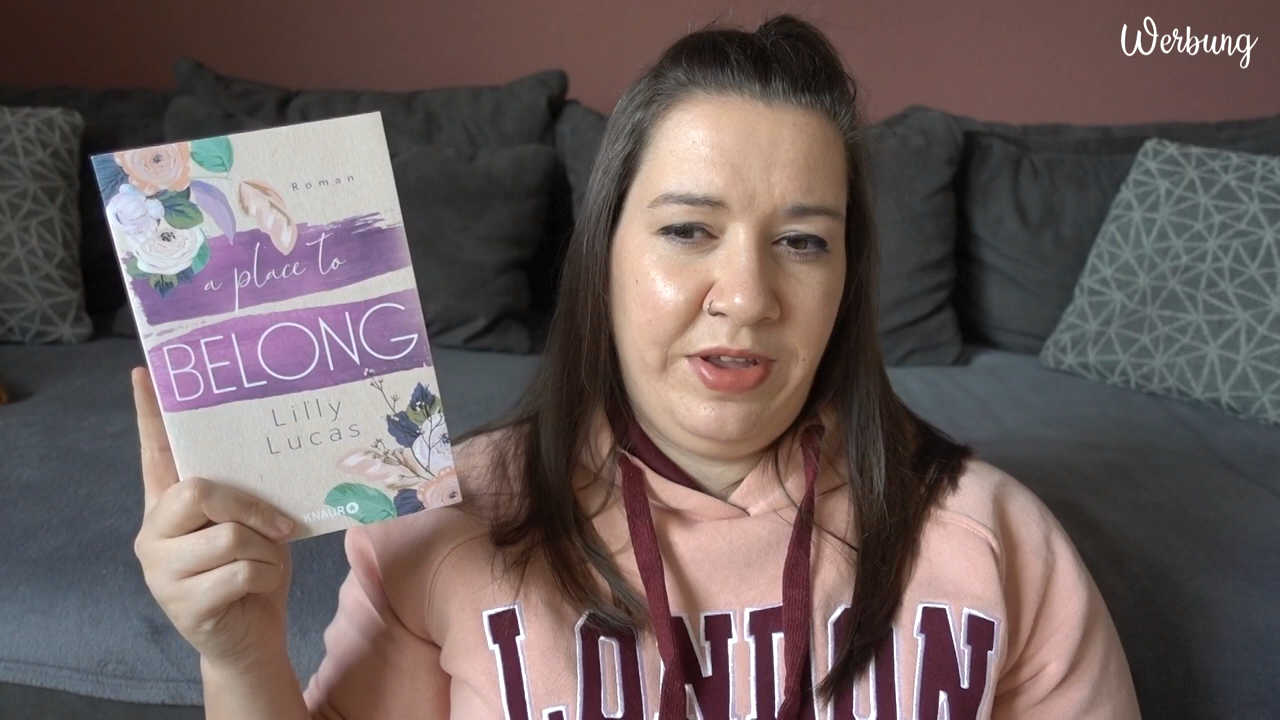 Werbung
Roman
a place to
BELONG
Lilly
Lucas
KNAUR
LONDON